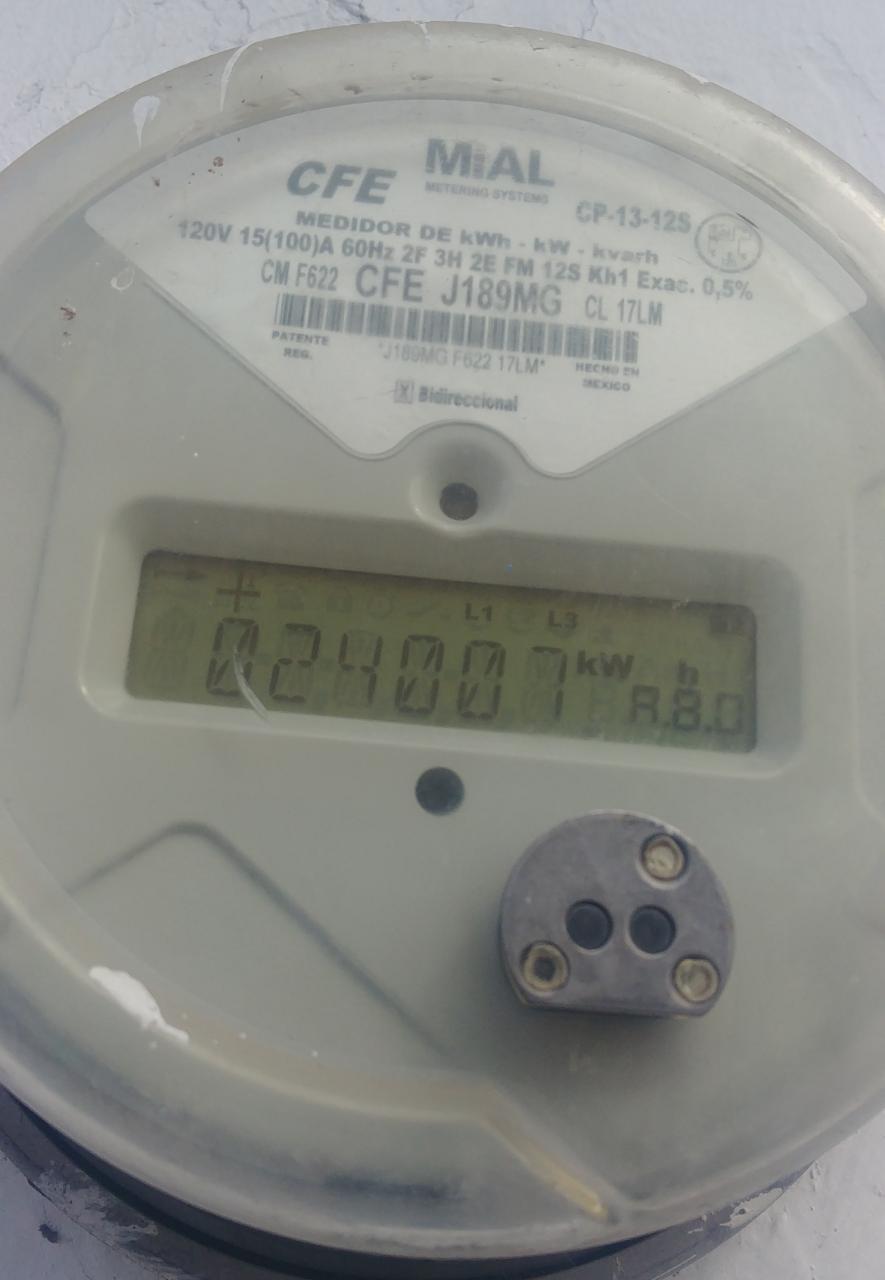 CFE
MIAL
METERING SYSTEMS
CP-13-12S
MEDIDOR DE kWh - kW - kvarh
120V 15(100)A 60Hz 2F 3H 2E FM 12S Kh1 Exac. 0,5%
CM F622 CFE J189MG CL 17LM
PATENTE REG.
*J189MG F622 17LM*
HECHO EN MEXICO
X Bidireccional
+ L1 L3
024007 kW h R.8.0